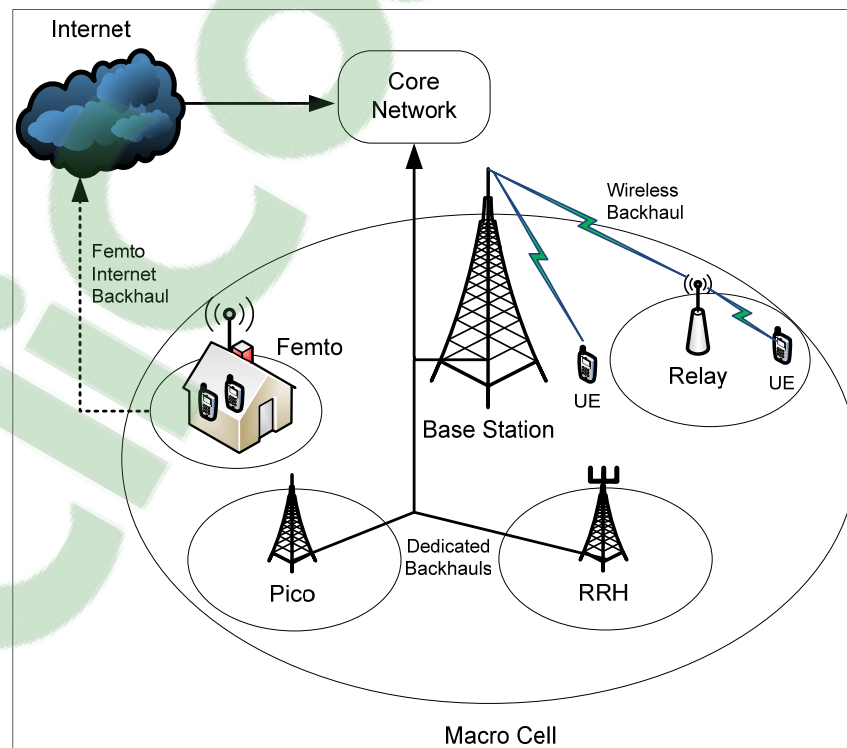 Internet
Core
Network
Wireless
Backhaul
Femto
Internet
Backhaul
Femto
Relay
UE
UE
Base Station
Dedicated
Backhauls
Pico
RRH
Macro Cell